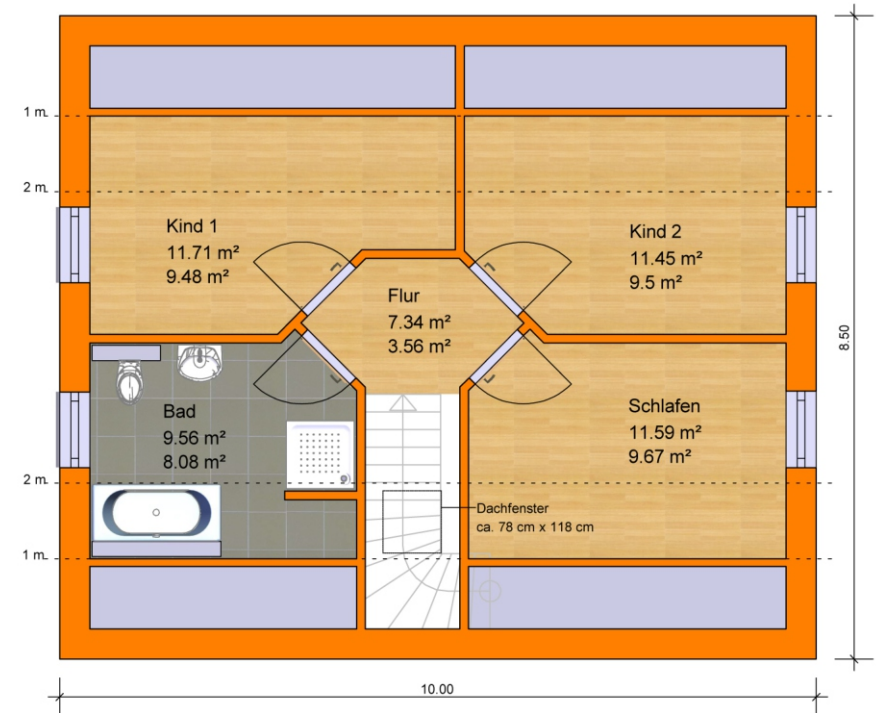 1 m
2 m
Kind 1
11.71 m²
9.48 m²
Kind 2
11.45 m²
9.5 m²
Flur
7.34 m²
3.56 m²
8.50
Bad
9.56 m²
8.08 m²
Schlafen
11.59 m²
9.67 m²
2 m
Dachfenster
ca. 78 cm x 118 cm
1 m
10.00